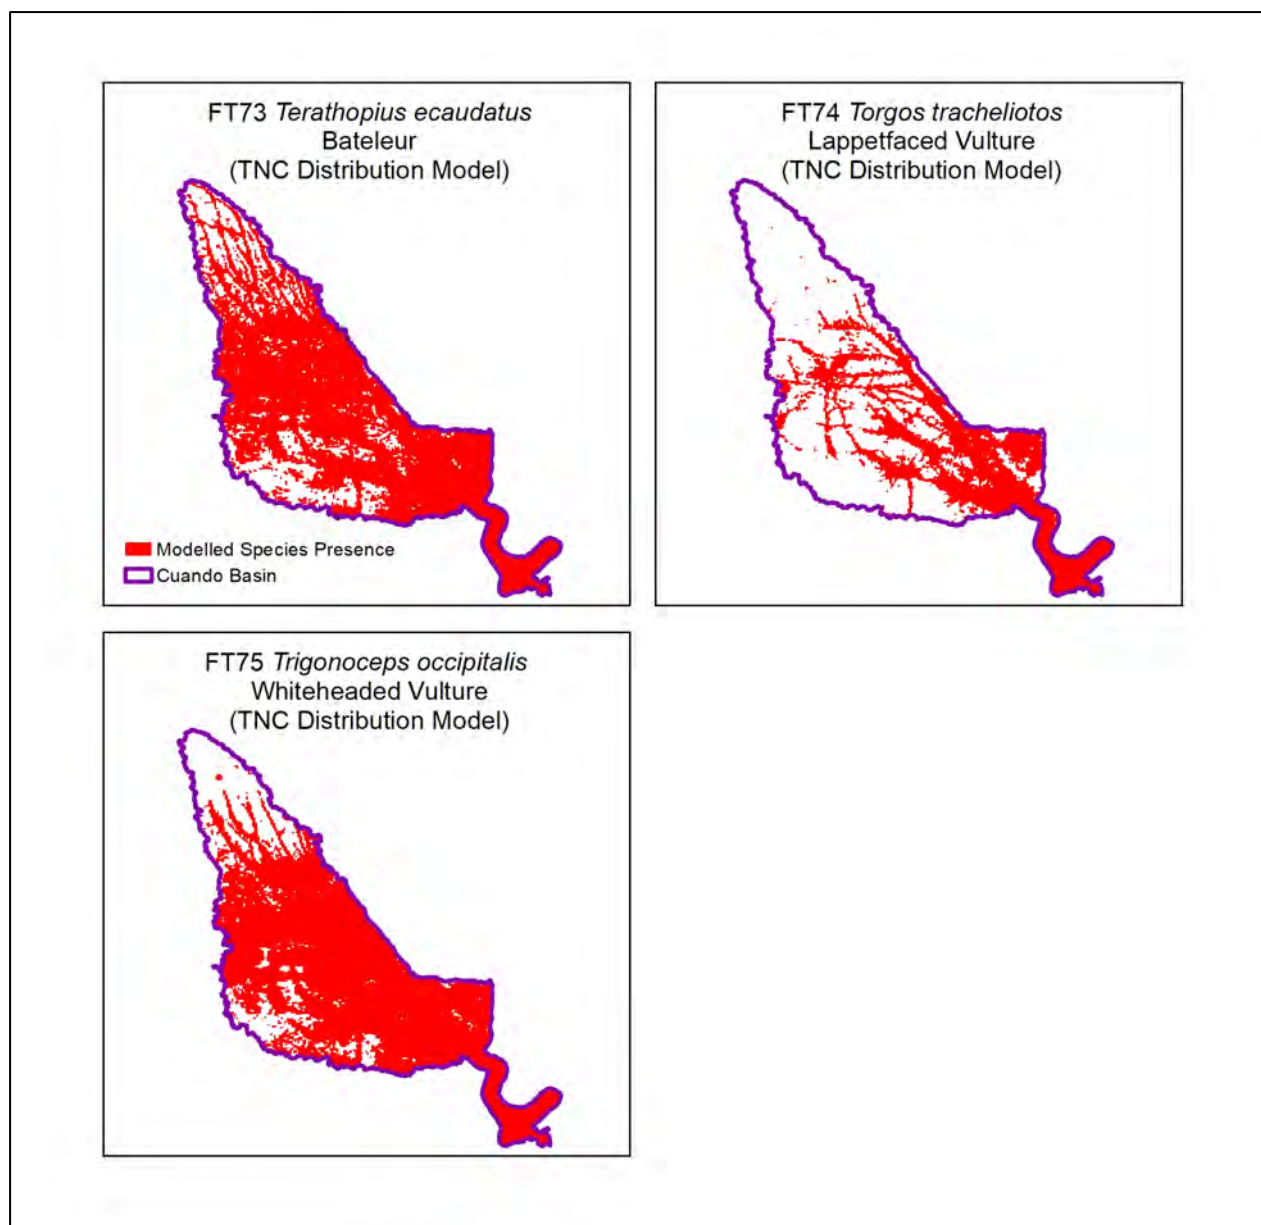 FT73 Terathopius ecaudatus
Bateleur
(TNC Distribution Model)
Modelled Species Presence
Cuando Basin
FT74 Torgos tracheliotos
Lappetfaced Vulture
(TNC Distribution Model)
FT75 Trigonoceps occipitalis
Whiteheaded Vulture
(TNC Distribution Model)